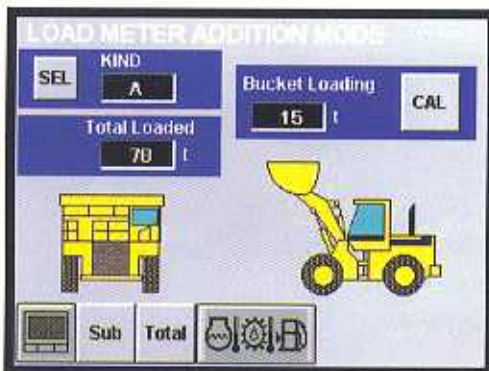 LOAD METER ADDITION MODE
KIND
SEL
A
Bucket Loading
15 t
CAL
Total Loaded
78 t
Sub
Total